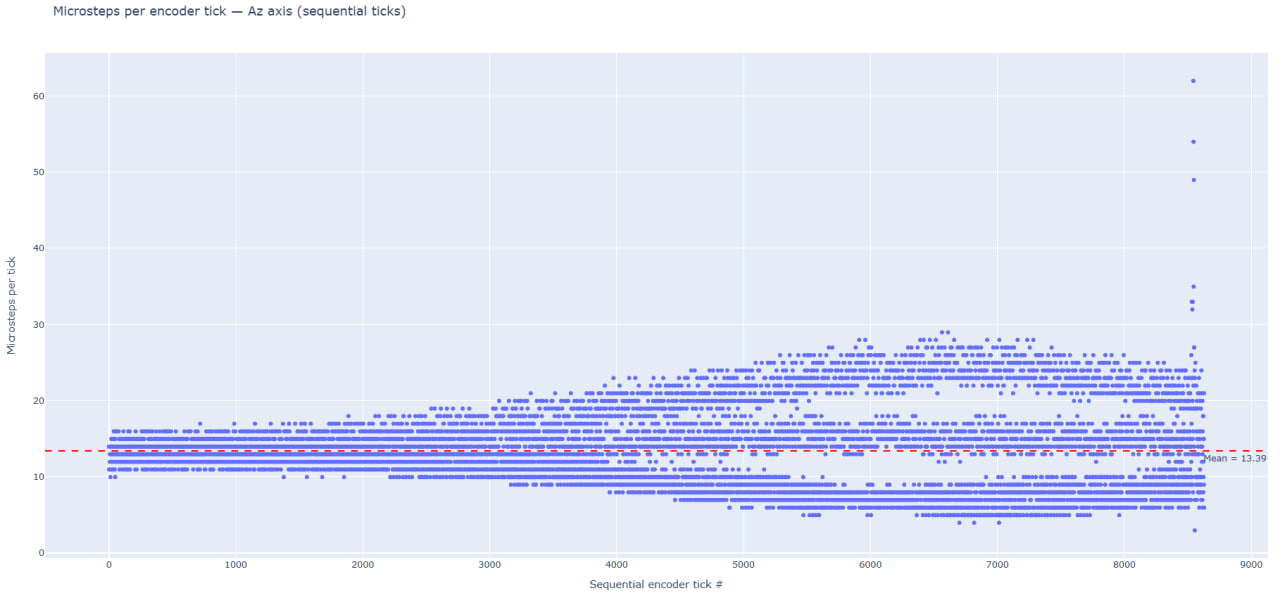 Microsteps per encoder tick — Az axis (sequential ticks)
Microsteps per tick
60
50
40
30
20
10
0
Mean = 13.39
0 1000 2000 3000 4000 5000 6000 7000 8000 9000
Sequential encoder tick #